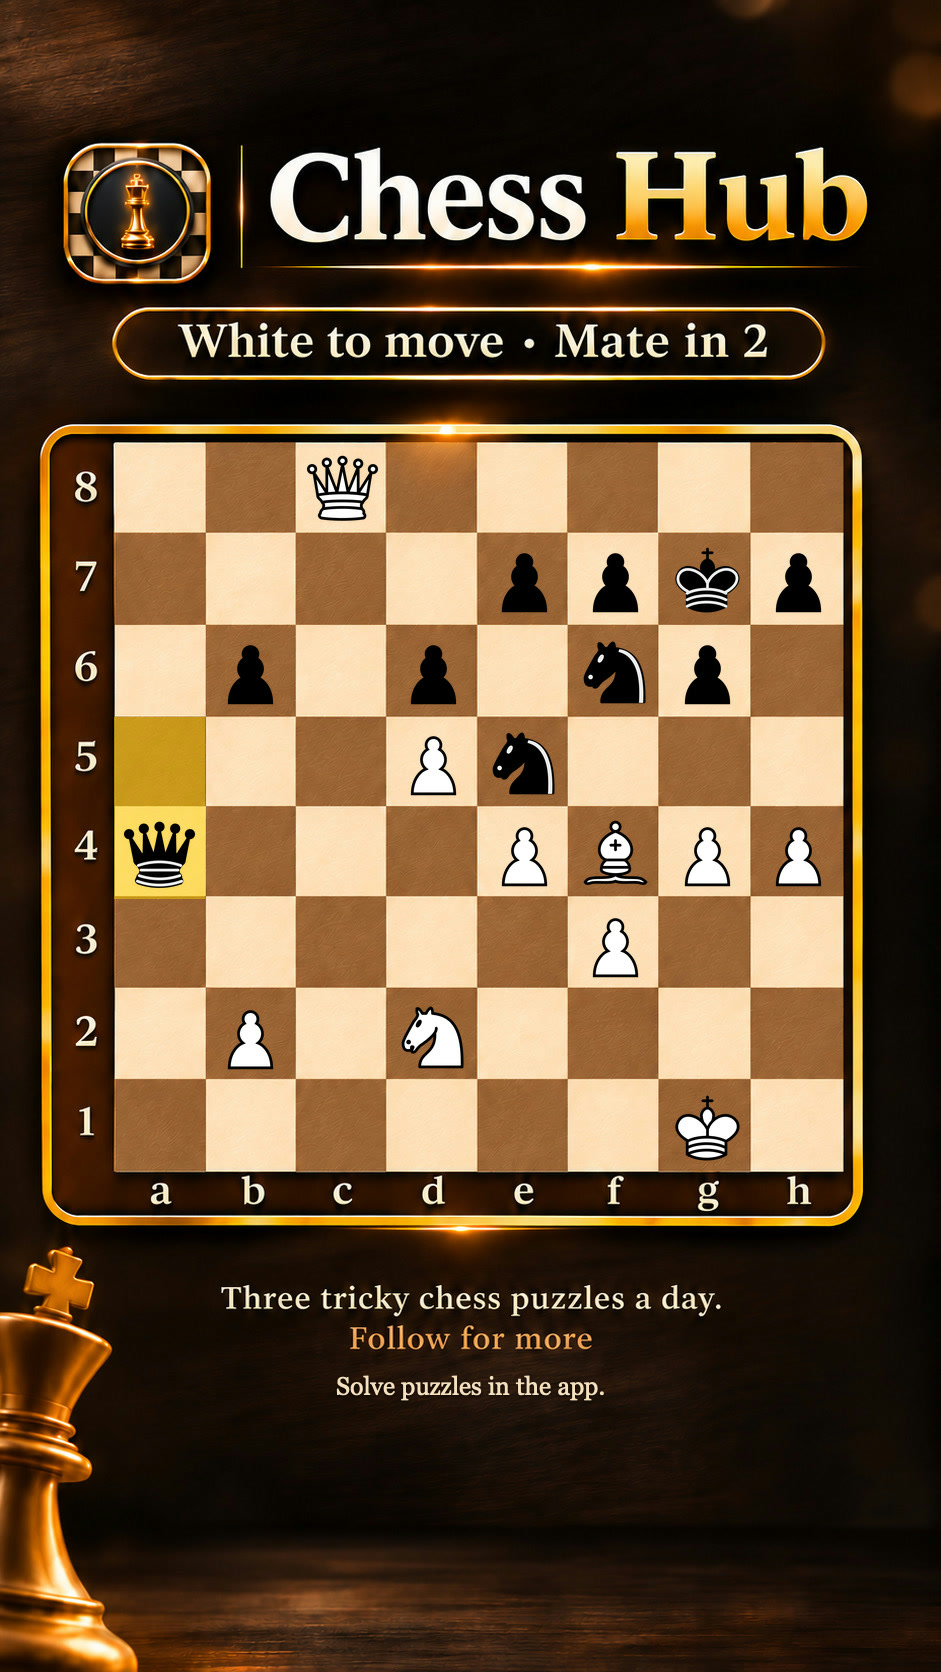 Chess Hub
White to move • Mate in 2
8
7
6
5
4
3
2
1
a b c d e f g h
Three tricky chess puzzles a day.
Follow for more
Solve puzzles in the app.